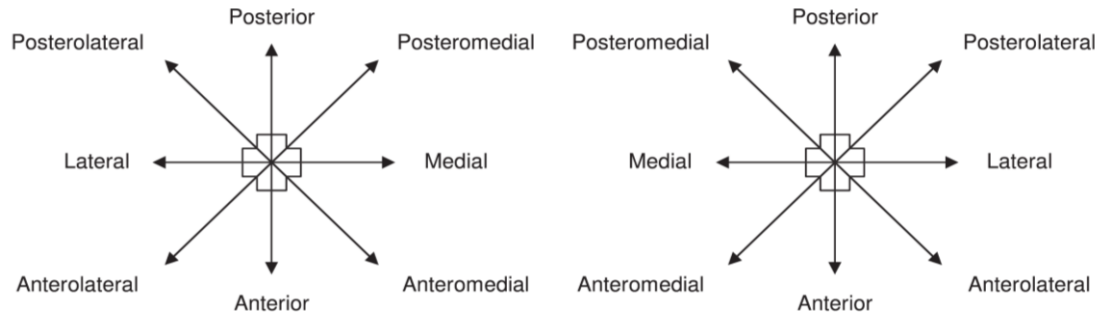 Posterior
Posterolateral
Posteromedial
Lateral
Medial
Anterolateral
Anteromedial
Anterior
Posterior
Posteromedial
Posterolateral
Medial
Lateral
Anteromedial
Anterolateral
Anterior